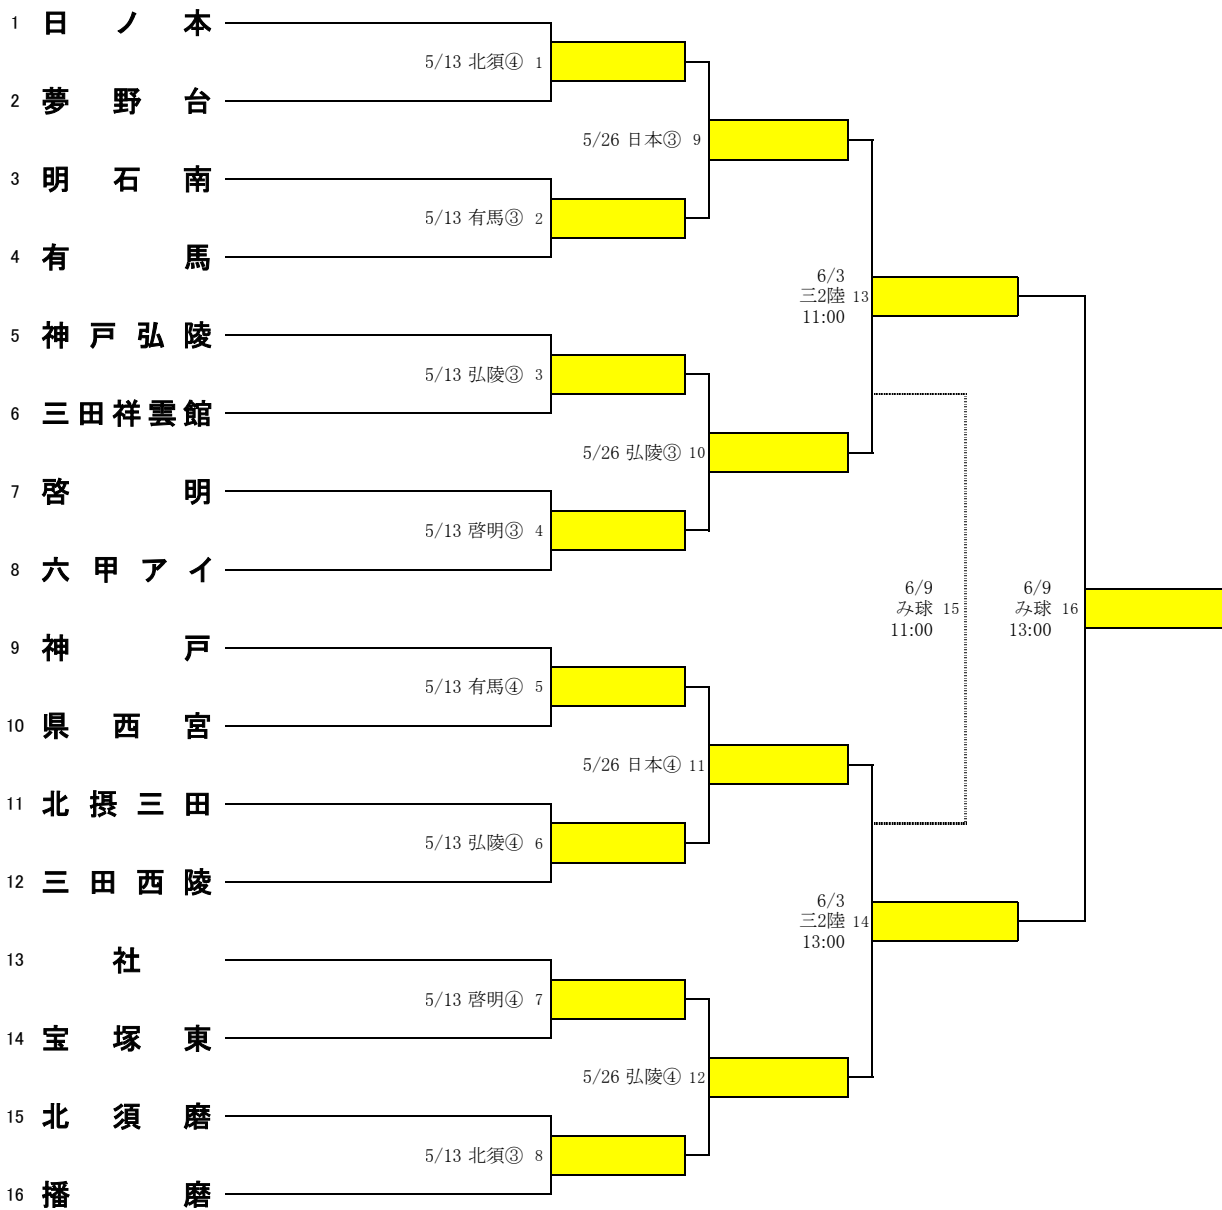 1 日ノ本
5/13 北須④ 1
2 夢野台
5/26 日本③ 9
3 明石南
5/13 有馬③ 2
4 有馬
6/3
三2陸 13
11:00
5 神戸弘陵
5/13 弘陵③ 3
6 三田祥雲館
5/26 弘陵③ 10
7 啓明
5/13 啓明③ 4
8 六甲アイ
6/9
み球 15
11:00
6/9
み球 16
13:00
9 神戸
5/13 有馬④ 5
10 県西宮
5/26 日本④ 11
11 北摂三田
5/13 弘陵④ 6
12 三田西陵
6/3
三2陸 14
13:00
13 社
5/13 啓明④ 7
14 宝塚東
5/26 弘陵④ 12
15 北須磨
5/13 北須③ 8
16 播磨